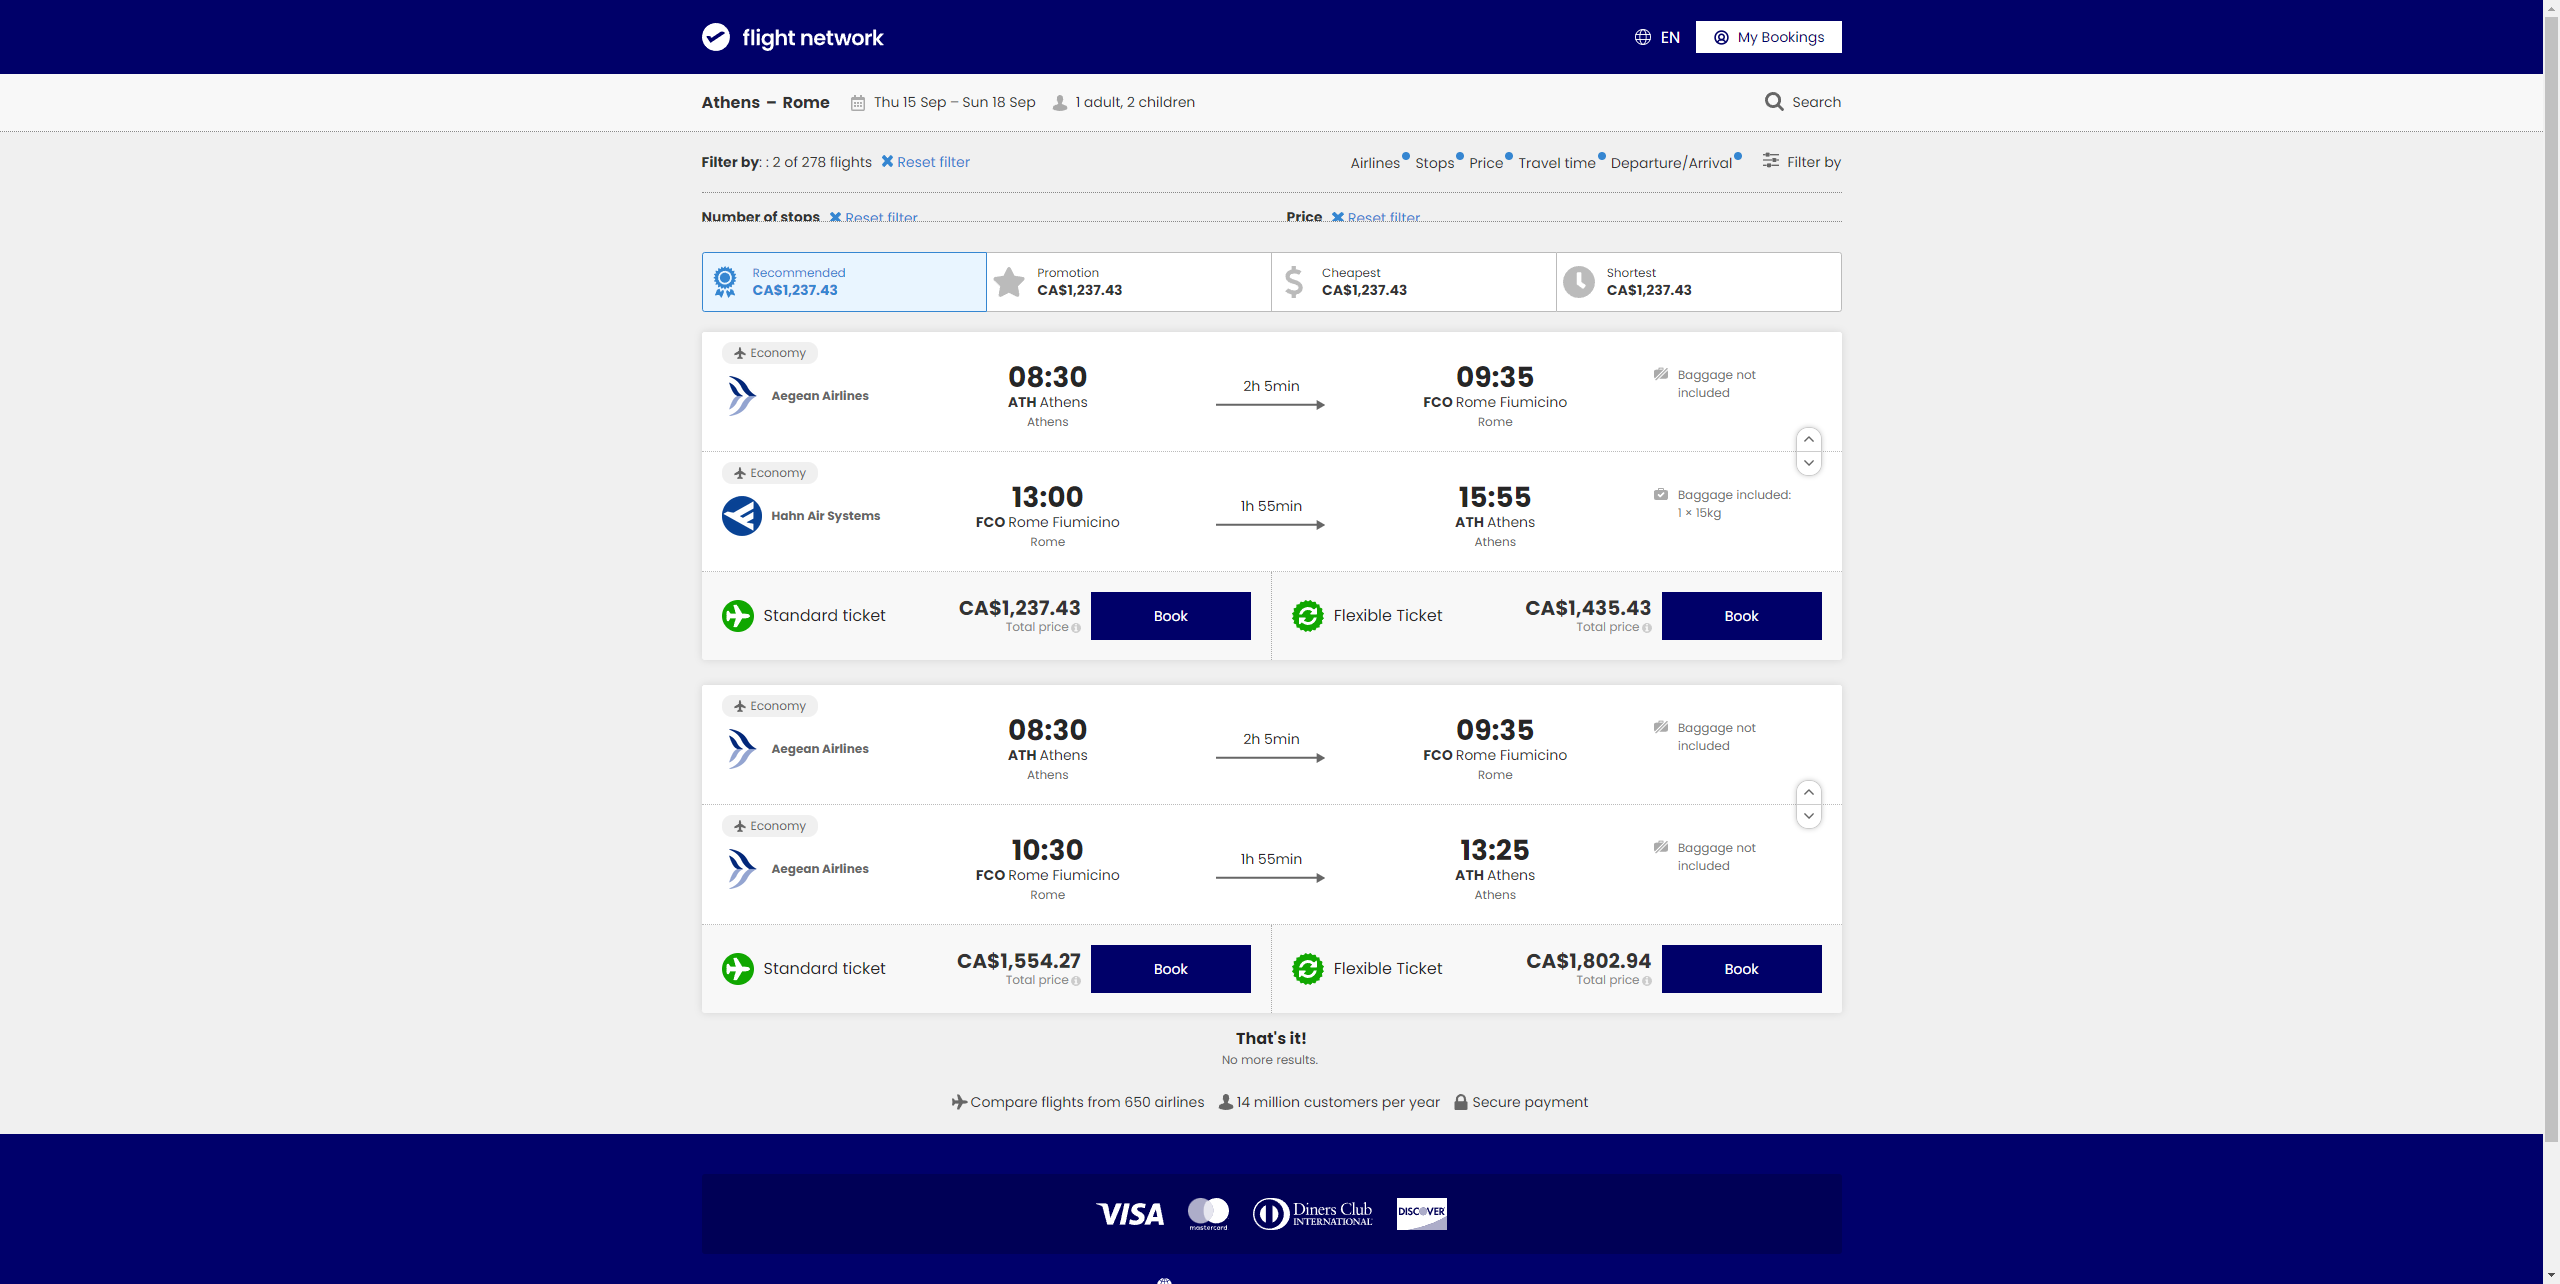 flight network
EN
My Bookings
Athens – Rome
Thu 15 Sep – Sun 18 Sep
1 adult, 2 children
Search
Filter by: : 2 of 278 flights
Reset filter
Airlines
Stops
Price
Travel time
Departure/Arrival
Filter by
Number of stops
Reset filter
Price
Reset filter
Recommended
CA$1,237.43
Promotion
CA$1,237.43
Cheapest
CA$1,237.43
Shortest
CA$1,237.43
Economy
Aegean Airlines
08:30
ATH Athens
Athens
2h 5min
09:35
FCO Rome Fiumicino
Rome
Baggage not
included
Economy
Hahn Air Systems
13:00
FCO Rome Fiumicino
Rome
1h 55min
15:55
ATH Athens
Athens
Baggage included:
1 × 15kg
Standard ticket
CA$1,237.43
Total price
Book
Flexible Ticket
CA$1,435.43
Total price
Book
Economy
Aegean Airlines
08:30
ATH Athens
Athens
2h 5min
09:35
FCO Rome Fiumicino
Rome
Baggage not
included
Economy
Aegean Airlines
10:30
FCO Rome Fiumicino
Rome
1h 55min
13:25
ATH Athens
Athens
Baggage not
included
Standard ticket
CA$1,554.27
Total price
Book
Flexible Ticket
CA$1,802.94
Total price
Book
That's it!
No more results.
Compare flights from 650 airlines
14 million customers per year
Secure payment
VISA
mastercard
Diners Club
INTERNATIONAL
DISCOVER